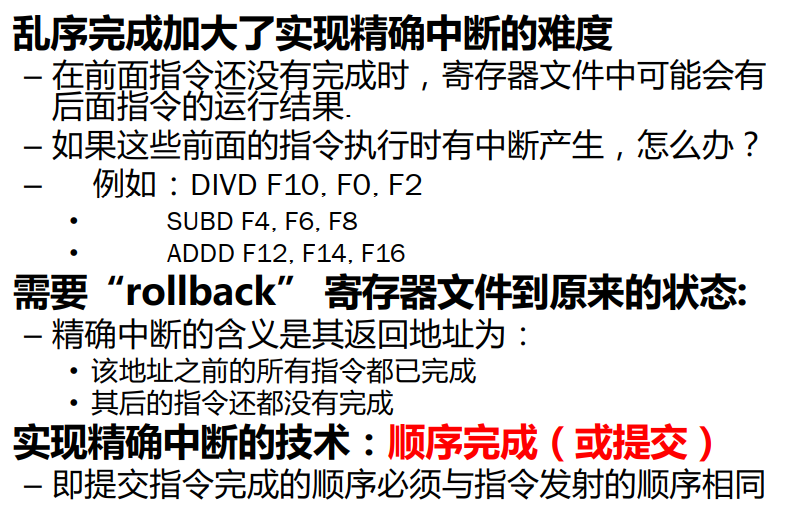 乱序完成加大了实现精确中断的难度
– 在前面指令还没有完成时，寄存器文件中可能会有
后面指令的运行结果.
– 如果这些前面的指令执行时有中断产生，怎么办？
– 例如：DIVD F10, F0, F2
• SUBD F4, F6, F8
• ADDD F12, F14, F16
需要“rollback” 寄存器文件到原来的状态:
– 精确中断的含义是其返回地址为：
• 该地址之前的所有指令都已完成
• 其后的指令还都没有完成
实现精确中断的技术：顺序完成（或提交）
– 即提交指令完成的顺序必须与指令发射的顺序相同